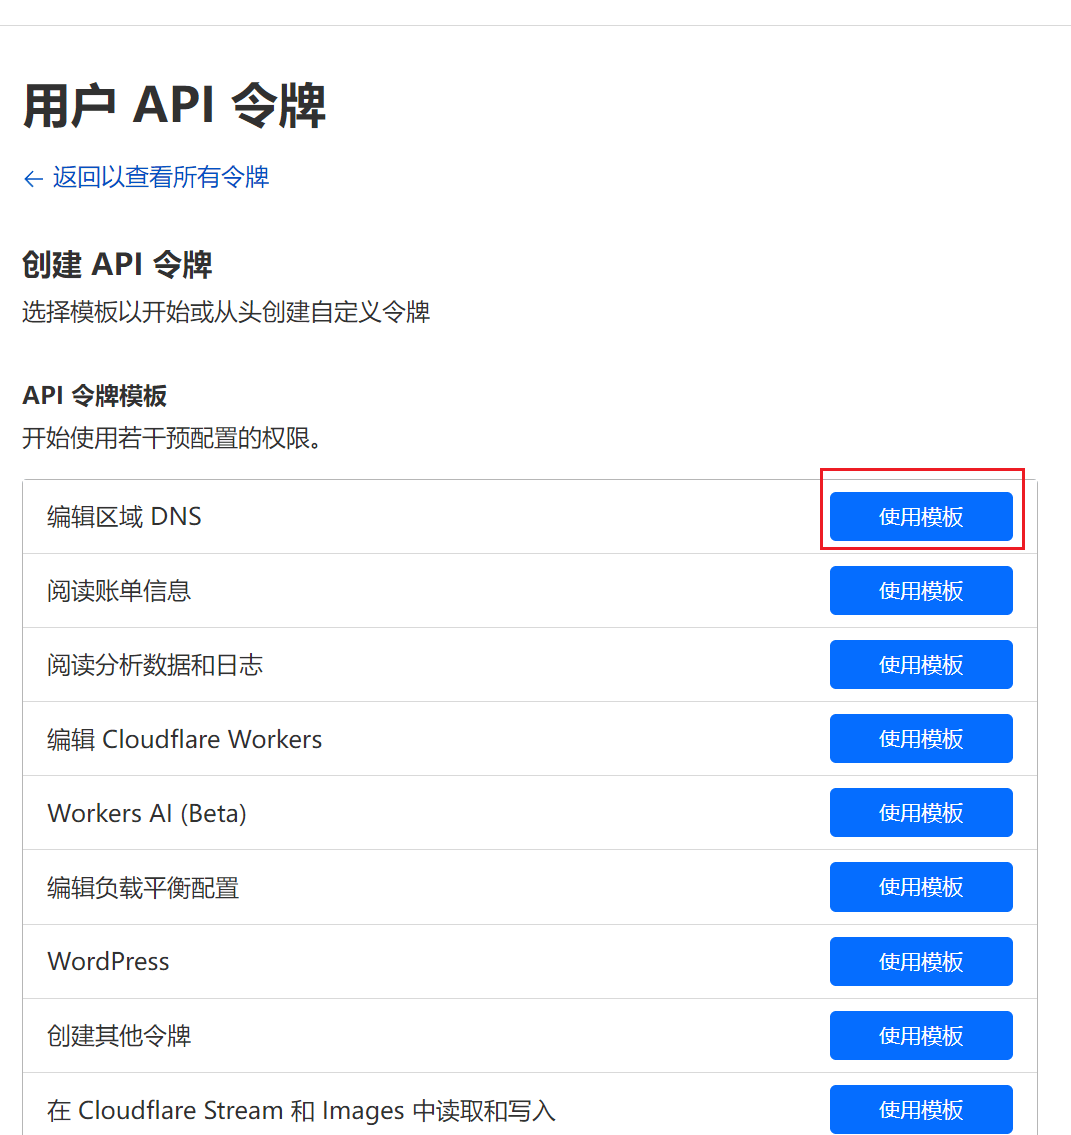 用户 API 令牌
← 返回以查看所有令牌
创建 API 令牌
选择模板以开始或从头创建自定义令牌
API 令牌模板
开始使用若干预配置的权限。
编辑区域 DNS 使用模板
阅读账单信息 使用模板
阅读分析数据和日志 使用模板
编辑 Cloudflare Workers 使用模板
Workers AI (Beta) 使用模板
编辑负载平衡配置 使用模板
WordPress 使用模板
创建其他令牌 使用模板
在 Cloudflare Stream 和 Images 中读取和写入 使用模板